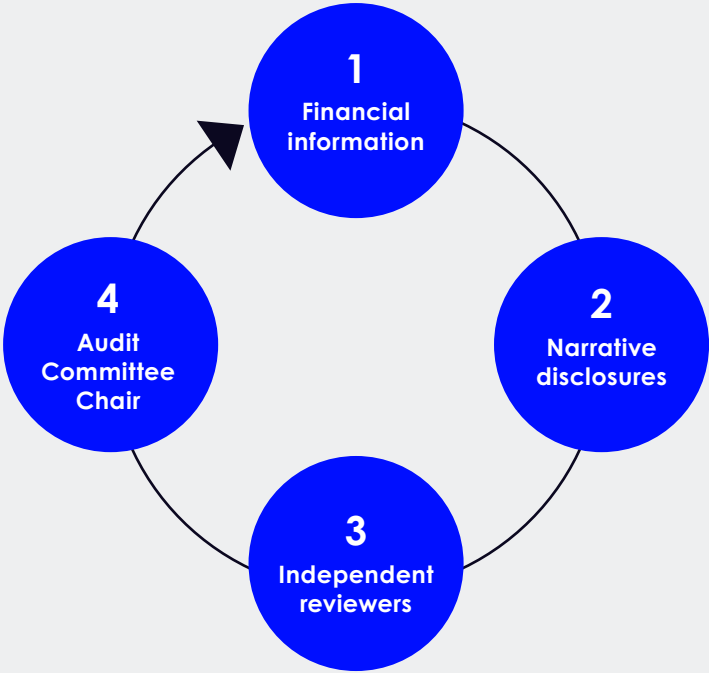 1
Financial
information
2
Narrative
disclosures
3
Independent
reviewers
4
Audit
Committee
Chair